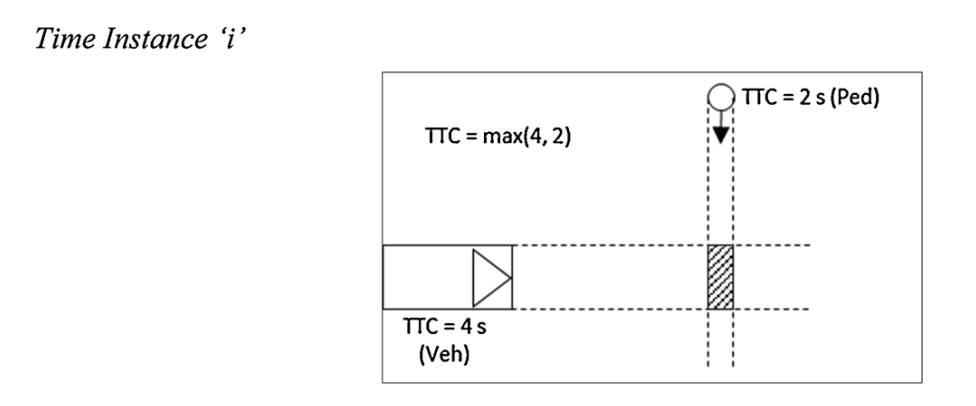 Time Instance ‘i’
TTC = 2 s (Ped)
TTC = max(4, 2)
TTC = 4 s
(Veh)